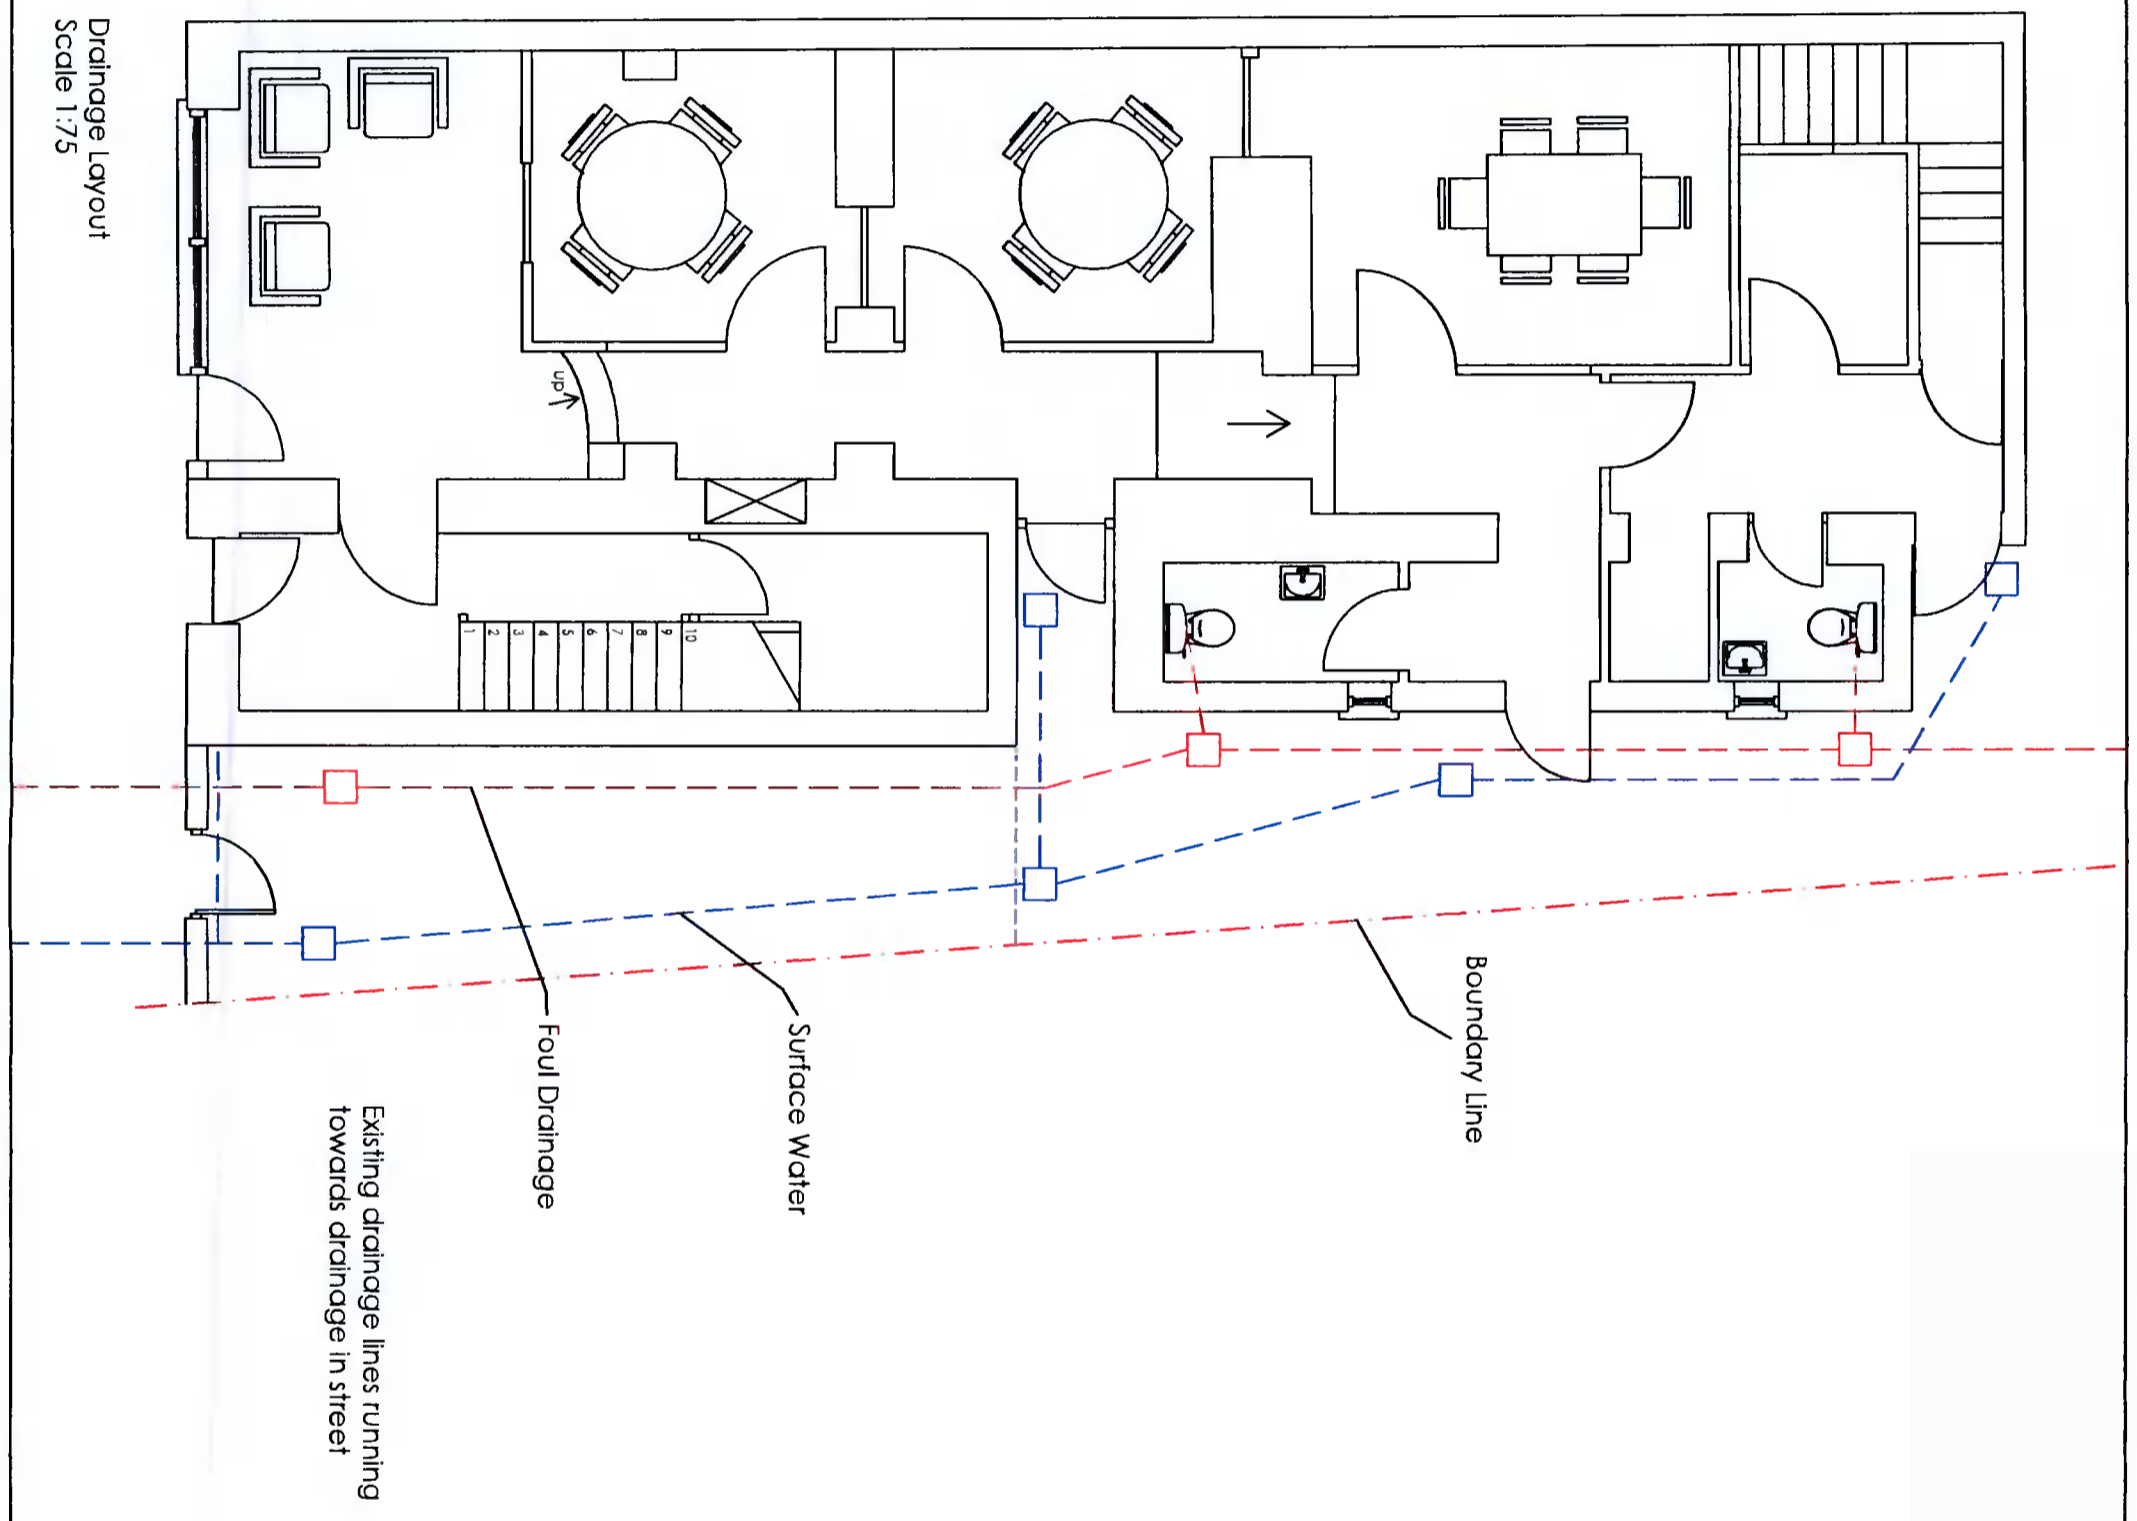 Drainage Layout
Scale 1:75
up
1
2
3
4
5
6
7
8
9
10
Boundary Line
Surface Water
Foul Drainage
Existing drainage lines running
towards drainage in street